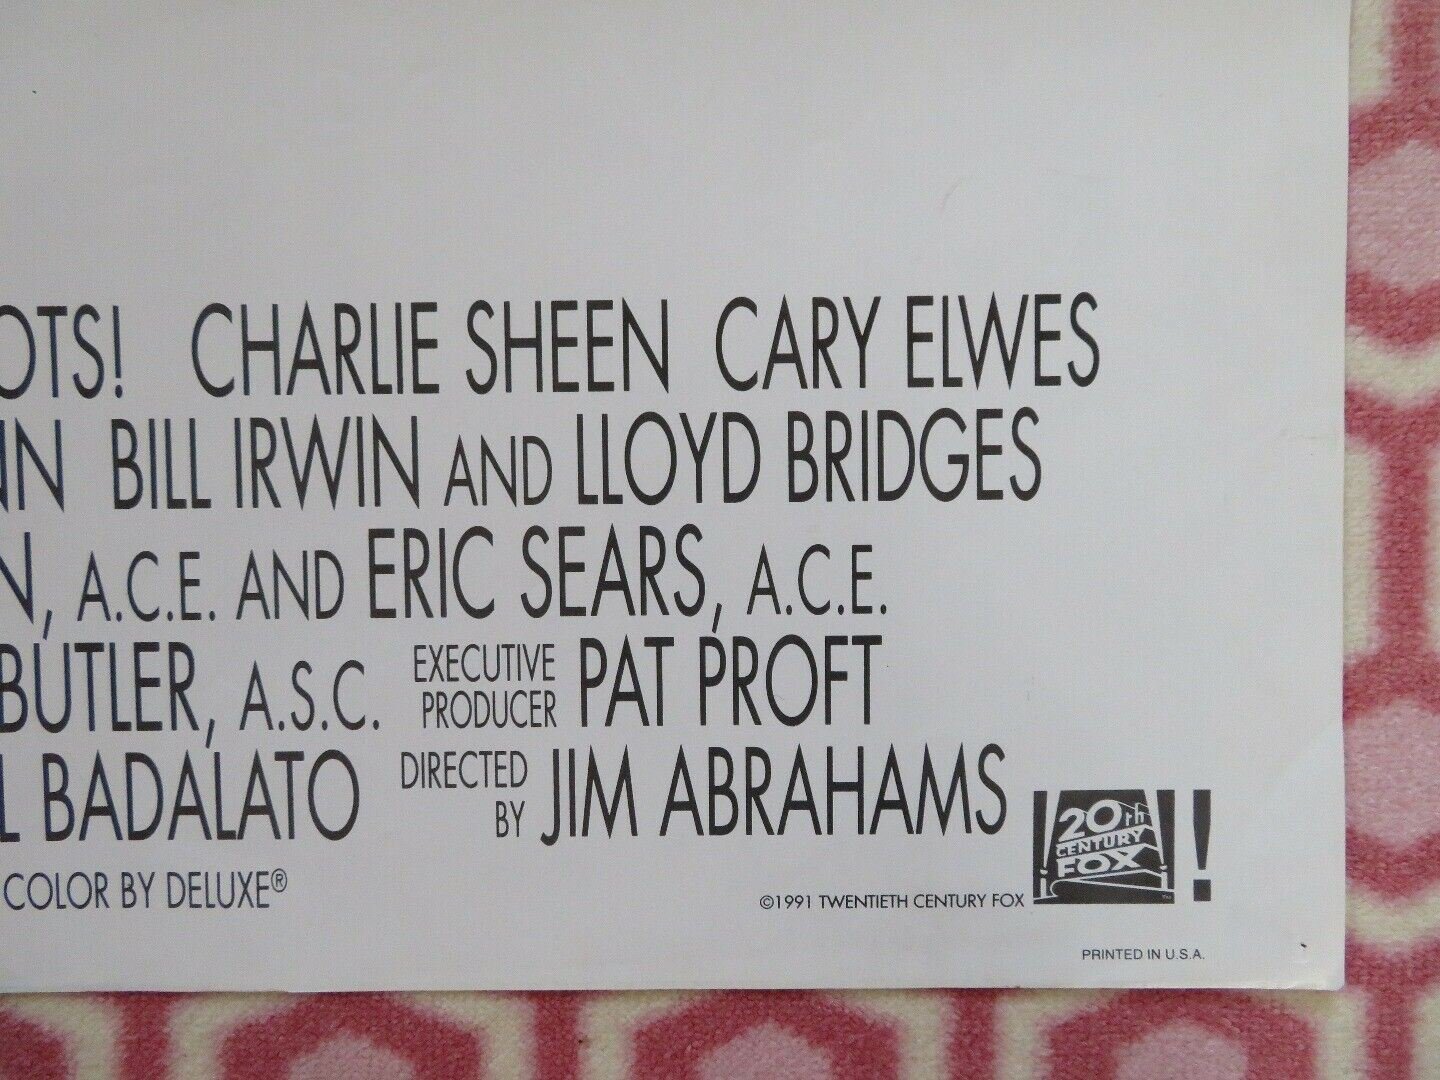 OTS! CHARLIE SHEEN CARY ELWES
NN BILL IRWIN AND LLOYD BRIDGES
N, A.C.E. AND ERIC SEARS, A.C.E.
BUTLER, A.S.C. EXECUTIVE PRODUCER PAT PROFT
L BADALATO DIRECTED BY JIM ABRAHAMS
COLOR BY DELUXE®
©1991 TWENTIETH CENTURY FOX
20th
CENTURY
FOX
!
PRINTED IN U.S.A.